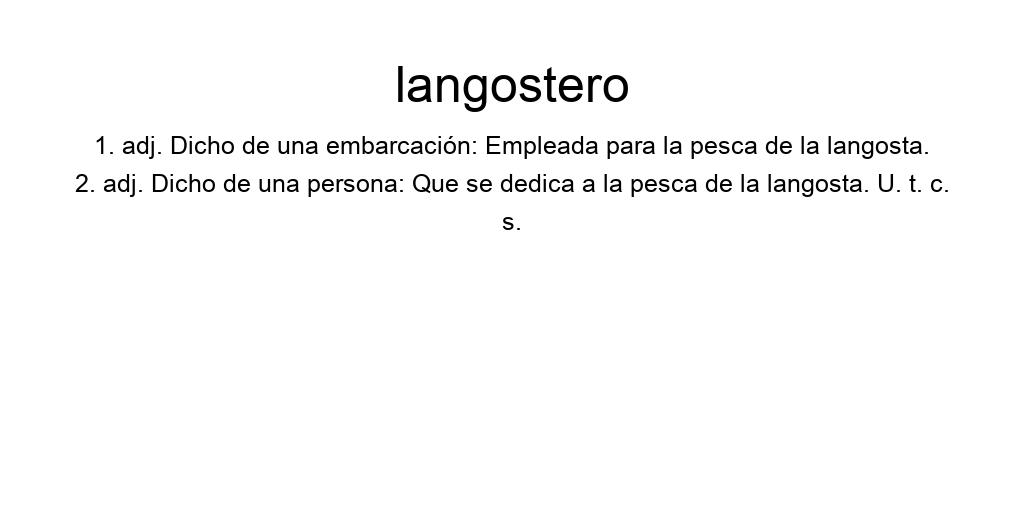 langostero
1. adj. Dicho de una embarcación: Empleada para la pesca de la langosta.
2. adj. Dicho de una persona: Que se dedica a la pesca de la langosta. U. t. c.
s.